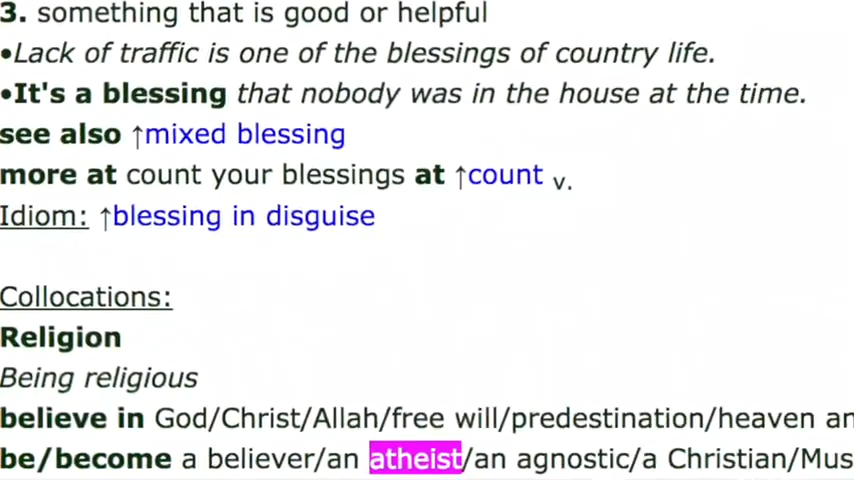 3. something that is good or helpful
•Lack of traffic is one of the blessings of country life.
•It's a blessing that nobody was in the house at the time.
see also ↑mixed blessing
more at count your blessings at ↑count v.
Idiom: ↑blessing in disguise
Collocations:
Religion
Being religious
believe in God/Christ/Allah/free will/predestination/heaven an
be/become a believer/an atheist/an agnostic/a Christian/Mus